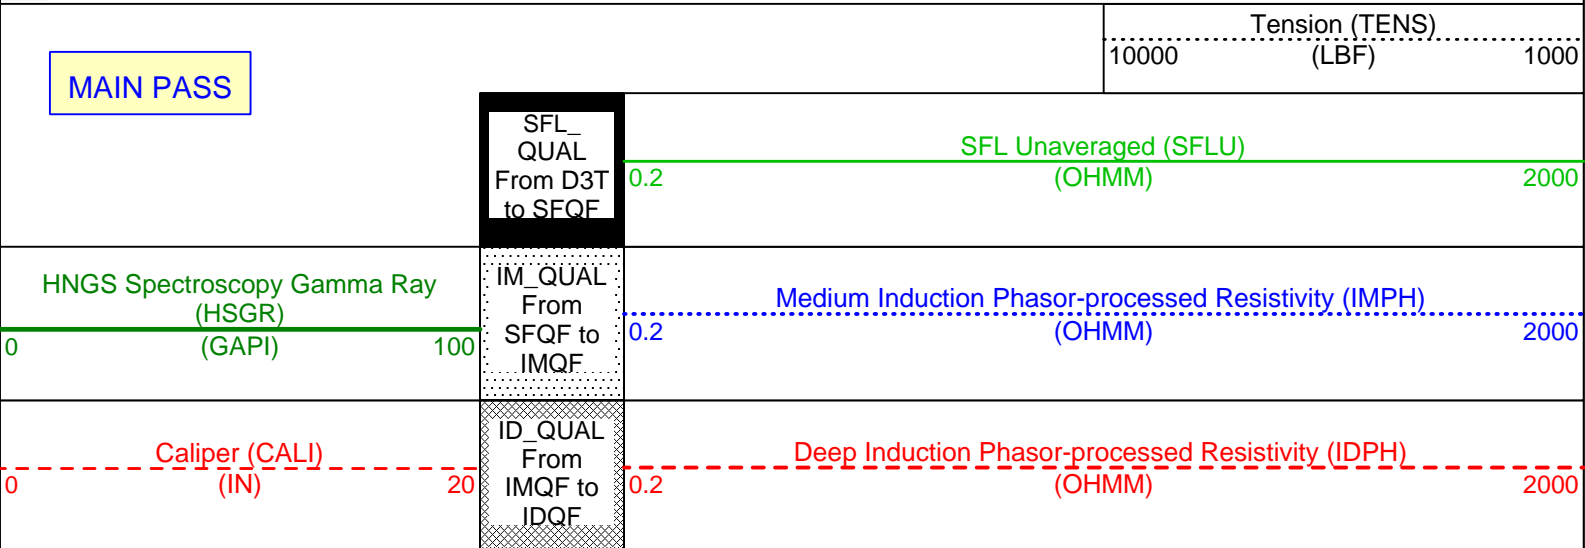 Tension (TENS)
10000 (LBF) 1000
MAIN PASS
SFL_
QUAL
From D3T
to SFQF
SFL Unaveraged (SFLU)
0.2 (OHMM) 2000
HNGS Spectroscopy Gamma Ray
(HSGR)
0 (GAPI) 100
IM_QUAL
From
SFQF to
IMQF
Medium Induction Phasor-processed Resistivity (IMPH)
0.2 (OHMM) 2000
Caliper (CALI)
0 (IN) 20
ID_QUAL
From
IMQF to
IDQF
Deep Induction Phasor-processed Resistivity (IDPH)
0.2 (OHMM) 2000